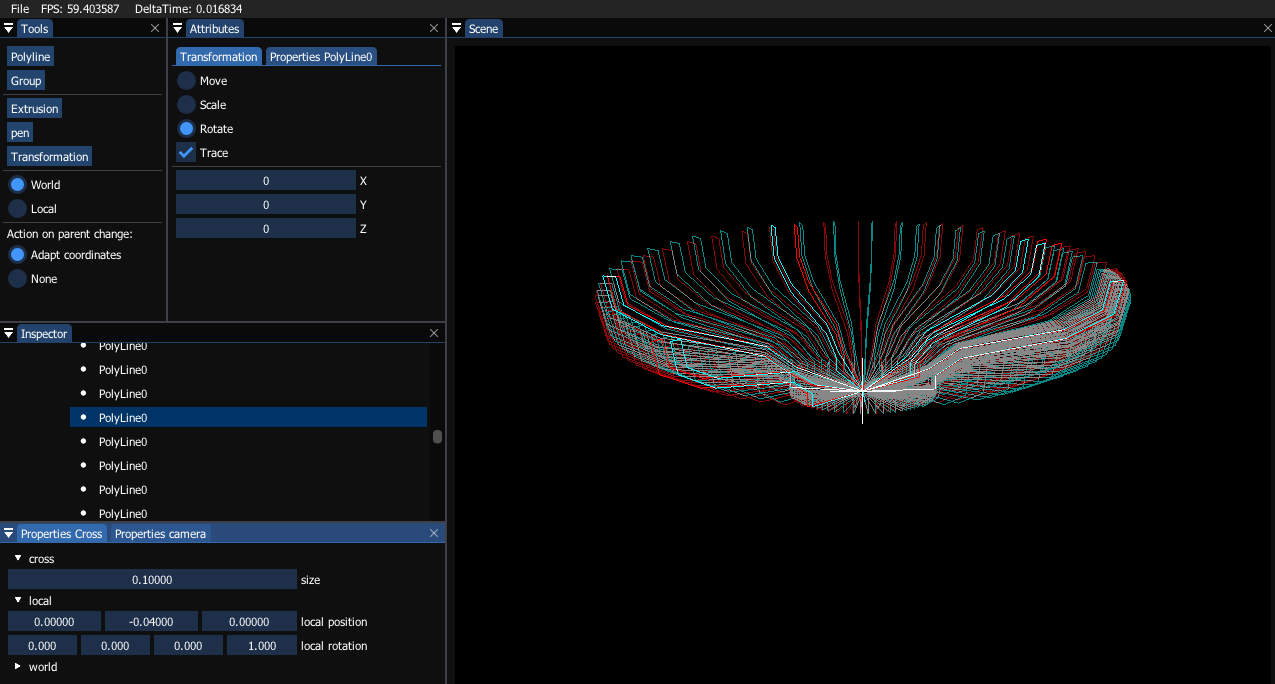 File FPS: 59.403587 DeltaTime: 0.016834
Tools
Polyline
Group
Extrusion
pen
Transformation
World
Local
Action on parent change:
Adapt coordinates
None
Attributes
Transformation Properties PolyLine0
Move
Scale
Rotate
Trace
0 X
0 Y
0 Z
Inspector
PolyLine0
PolyLine0
PolyLine0
PolyLine0
PolyLine0
PolyLine0
PolyLine0
PolyLine0
Properties Cross Properties camera
cross
0.10000 size
local
0.00000 -0.04000 0.00000 local position
0.000 0.000 0.000 1.000 local rotation
world
Scene